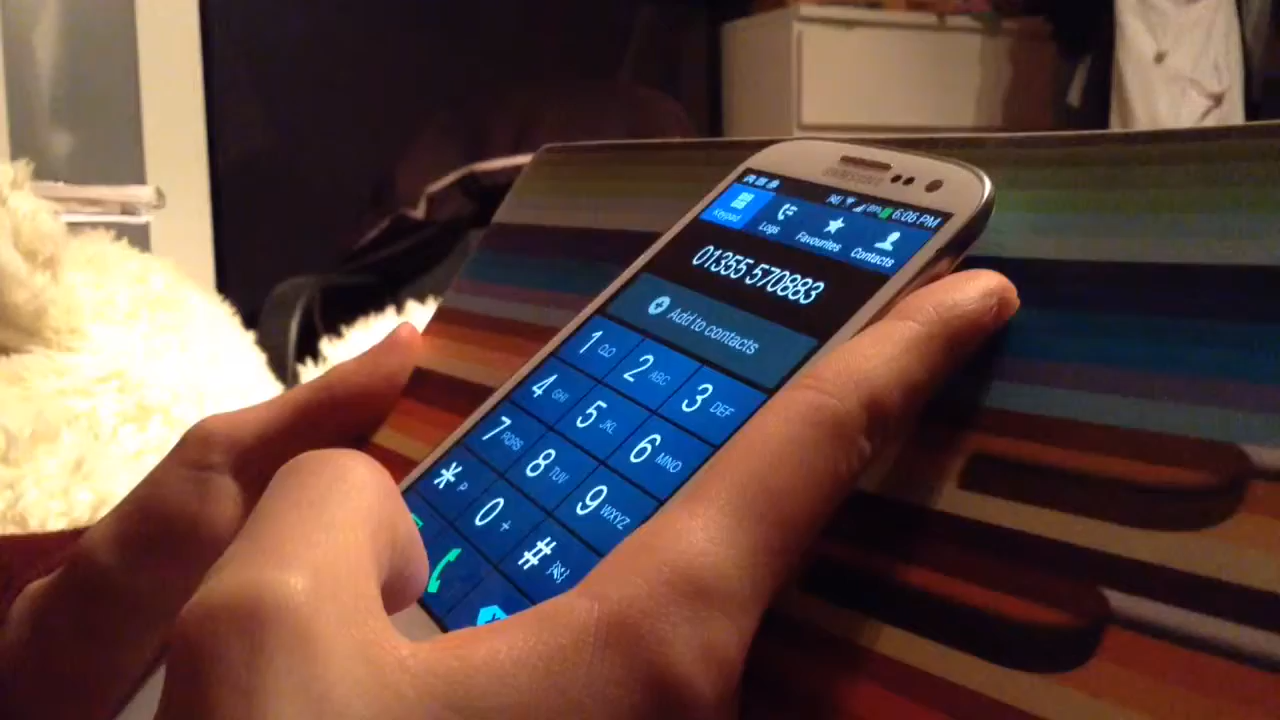 SAMSUNG
6:06 PM
Keypad Logs Favourites Contacts
01355 570883
Add to contacts
1 2 ABC 3 DEF
4 GHI 5 JKL 6 MNO
7 PQRS 8 TUV 9 WXYZ
* P 0 + #